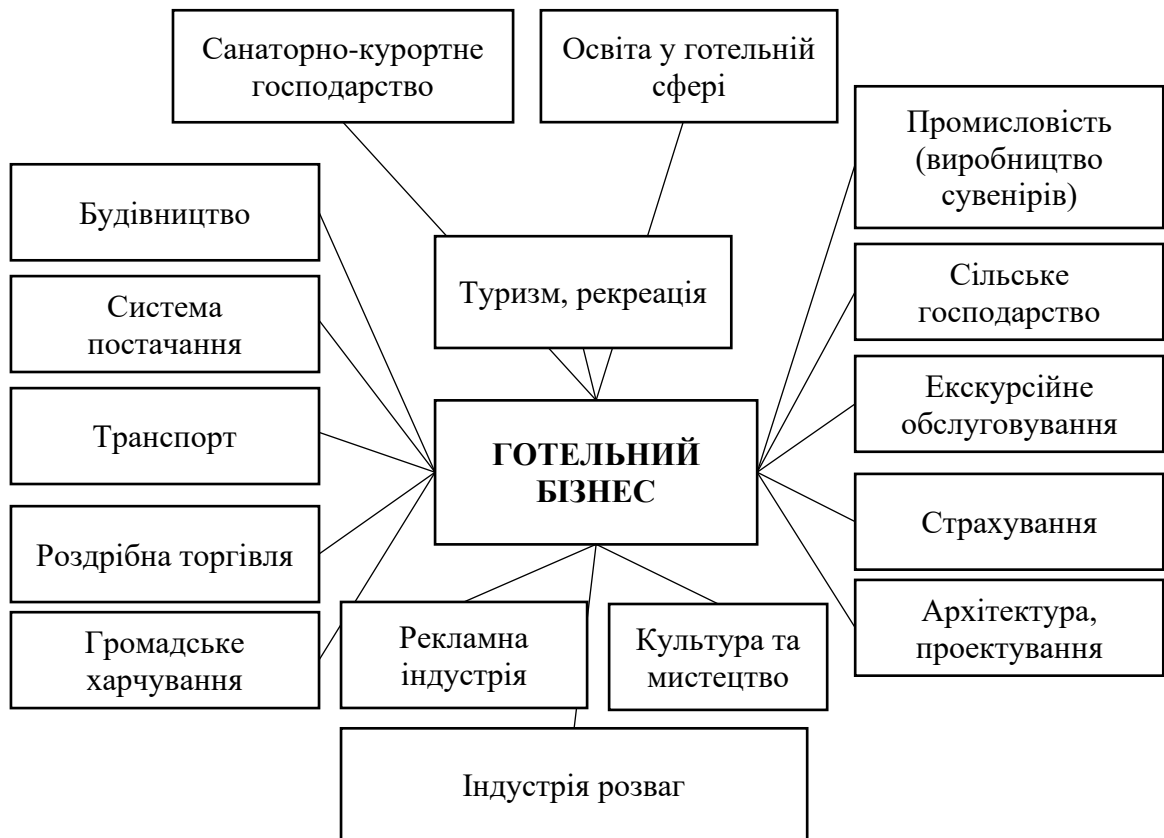 Санаторно-курортне
господарство
Освіта у готельній
сфері
Промисловість
(виробництво
сувенірів)
Будівництво
Туризм, рекреація
Сільське
господарство
Система
постачання
Екскурсійне
обслуговування
Транспорт
ГОТЕЛЬНИЙ
БІЗНЕС
Страхування
Роздрібна торгівля
Архітектура,
проектування
Громадське
харчування
Рекламна
індустрія
Культура та
мистецтво
Індустрія розваг